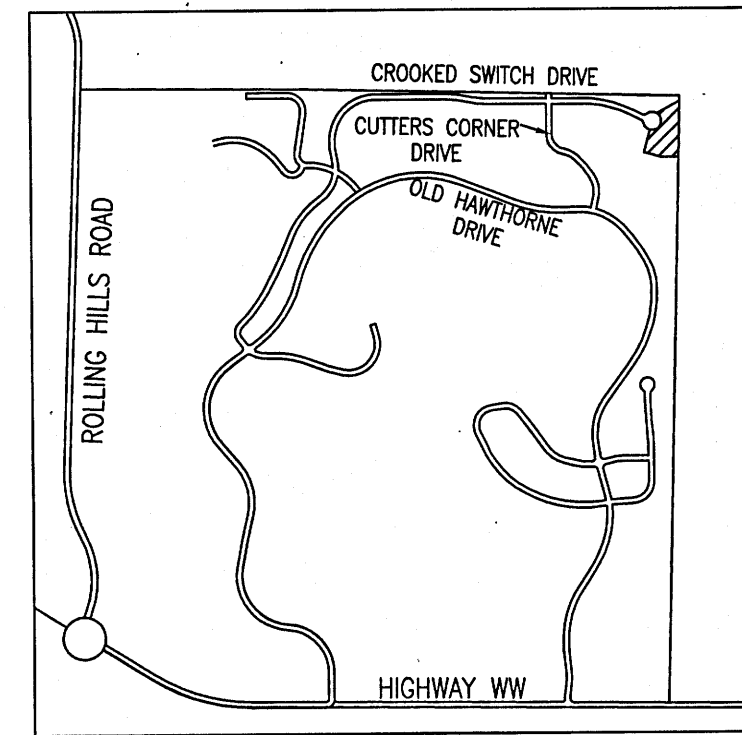 CROOKED SWITCH DRIVE
CUTTERS CORNER
DRIVE
OLD HAWTHORNE
DRIVE
ROLLING HILLS ROAD
HIGHWAY WW